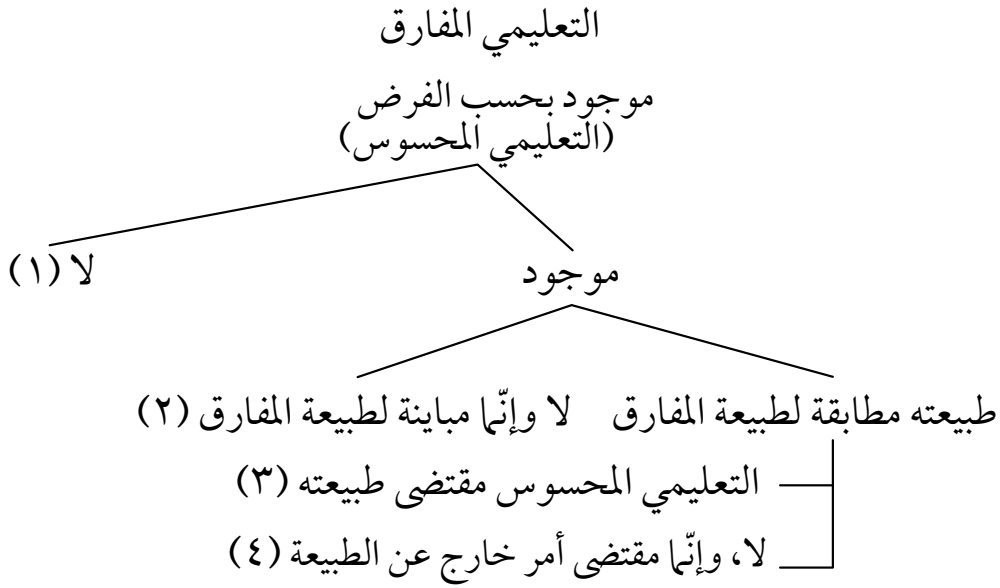 التعليمي المفارق
موجود بحسب الفرض
(التعليمي المحسوس)
موجود
لا (١)
طبيعته مطابقة لطبيعة المفارق
لا وإنّما مباينة لطبيعة المفارق (٢)
التعليمي المحسوس مقتضى طبيعته (٣)
لا، وإنّما مقتضى أمر خارج عن الطبيعة (٤)